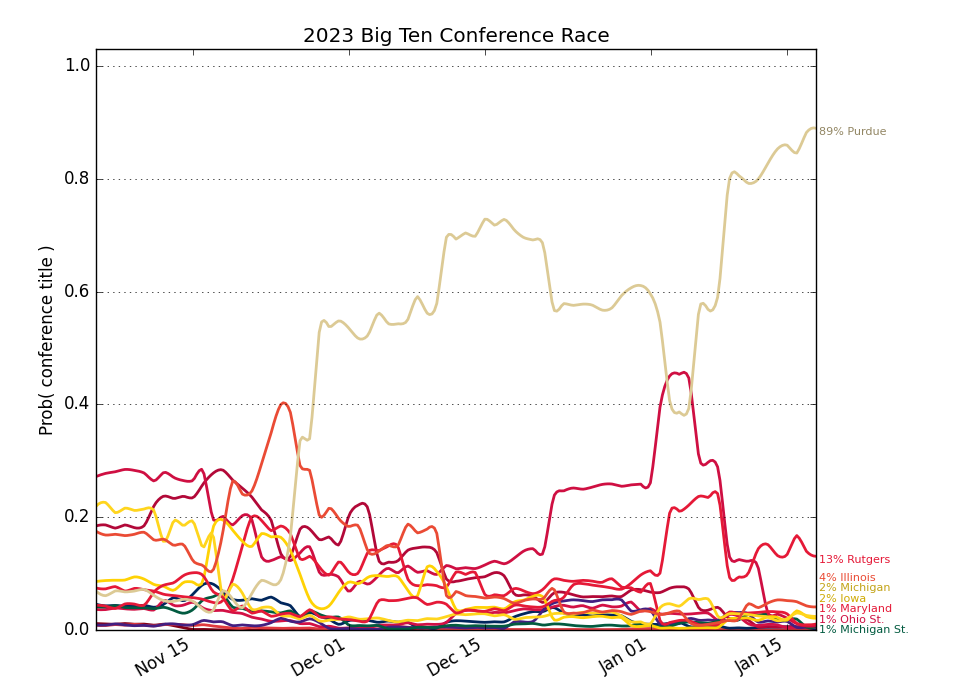 2023 Big Ten Conference Race
Prob( conference title )
1.0
0.8
0.6
0.4
0.2
0.0
Nov 15
Dec 01
Dec 15
Jan 01
Jan 15
89% Purdue
13% Rutgers
4% Illinois
2% Michigan
2% Iowa
1% Maryland
1% Ohio St.
1% Michigan St.